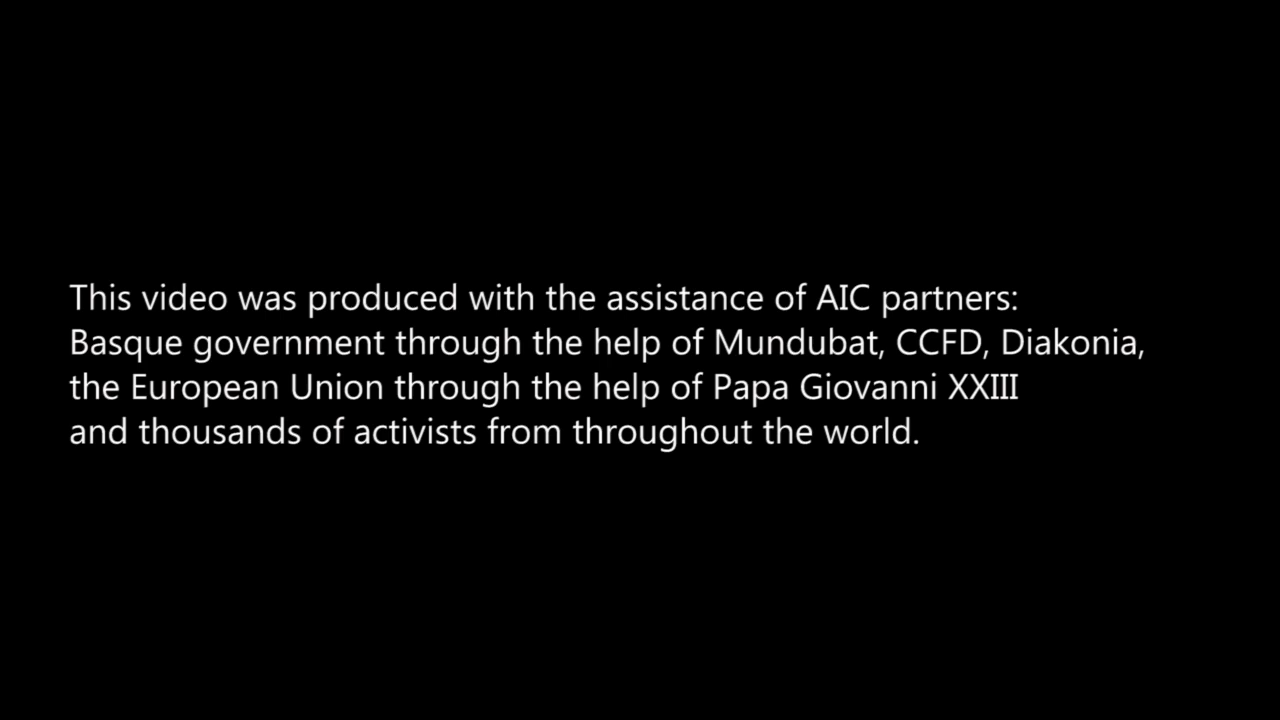 This video was produced with the assistance of AIC partners:
Basque government through the help of Mundubat, CCFD, Diakonia,
the European Union through the help of Papa Giovanni XXIII
and thousands of activists from throughout the world.